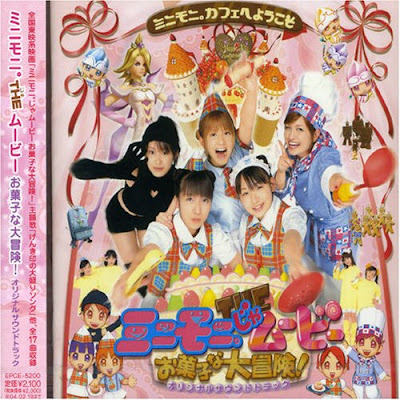 全国東映系映画「ミニモニ。じゃムービーお菓子な大冒険!」主題歌「げんき印の大盛りソング」他、全17曲収録
ミニモニ。THEムービー お菓子な大冒険! オリジナルサウンドトラック
EPCE-5200
定価¥2,100
ミニモニ。カフェへようこそ
THE
ミニモニ。じゃムービー
お菓子な大冒険!
オリジナルサウンドトラック